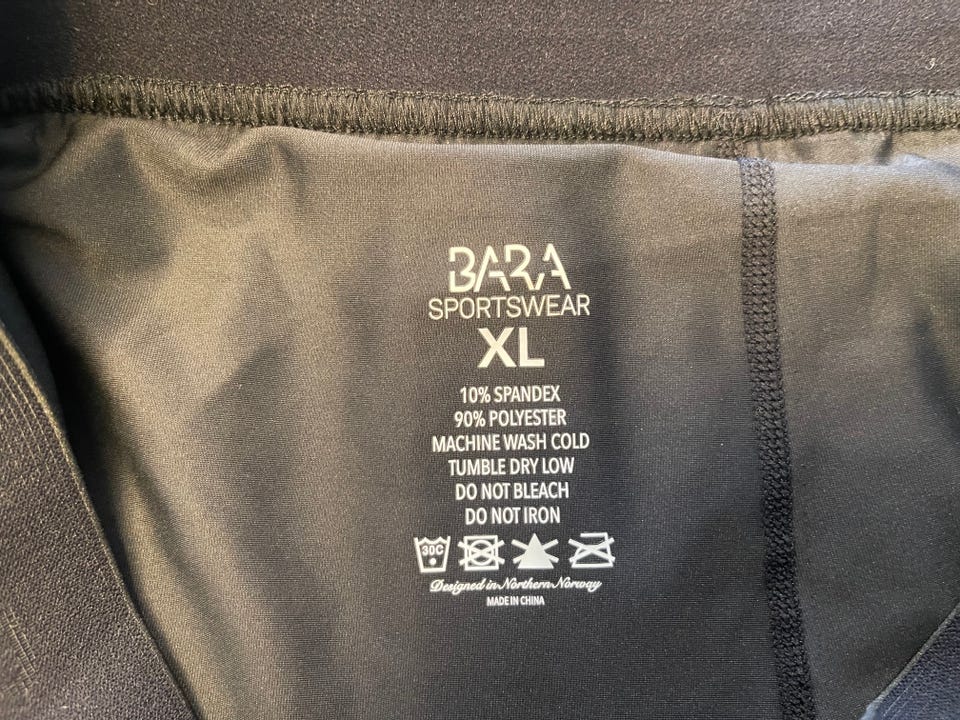 BARA
SPORTSWEAR
XL
10% SPANDEX
90% POLYESTER
MACHINE WASH COLD
TUMBLE DRY LOW
DO NOT BLEACH
DO NOT IRON
30C
Designed in Northern Norway
MADE IN CHINA